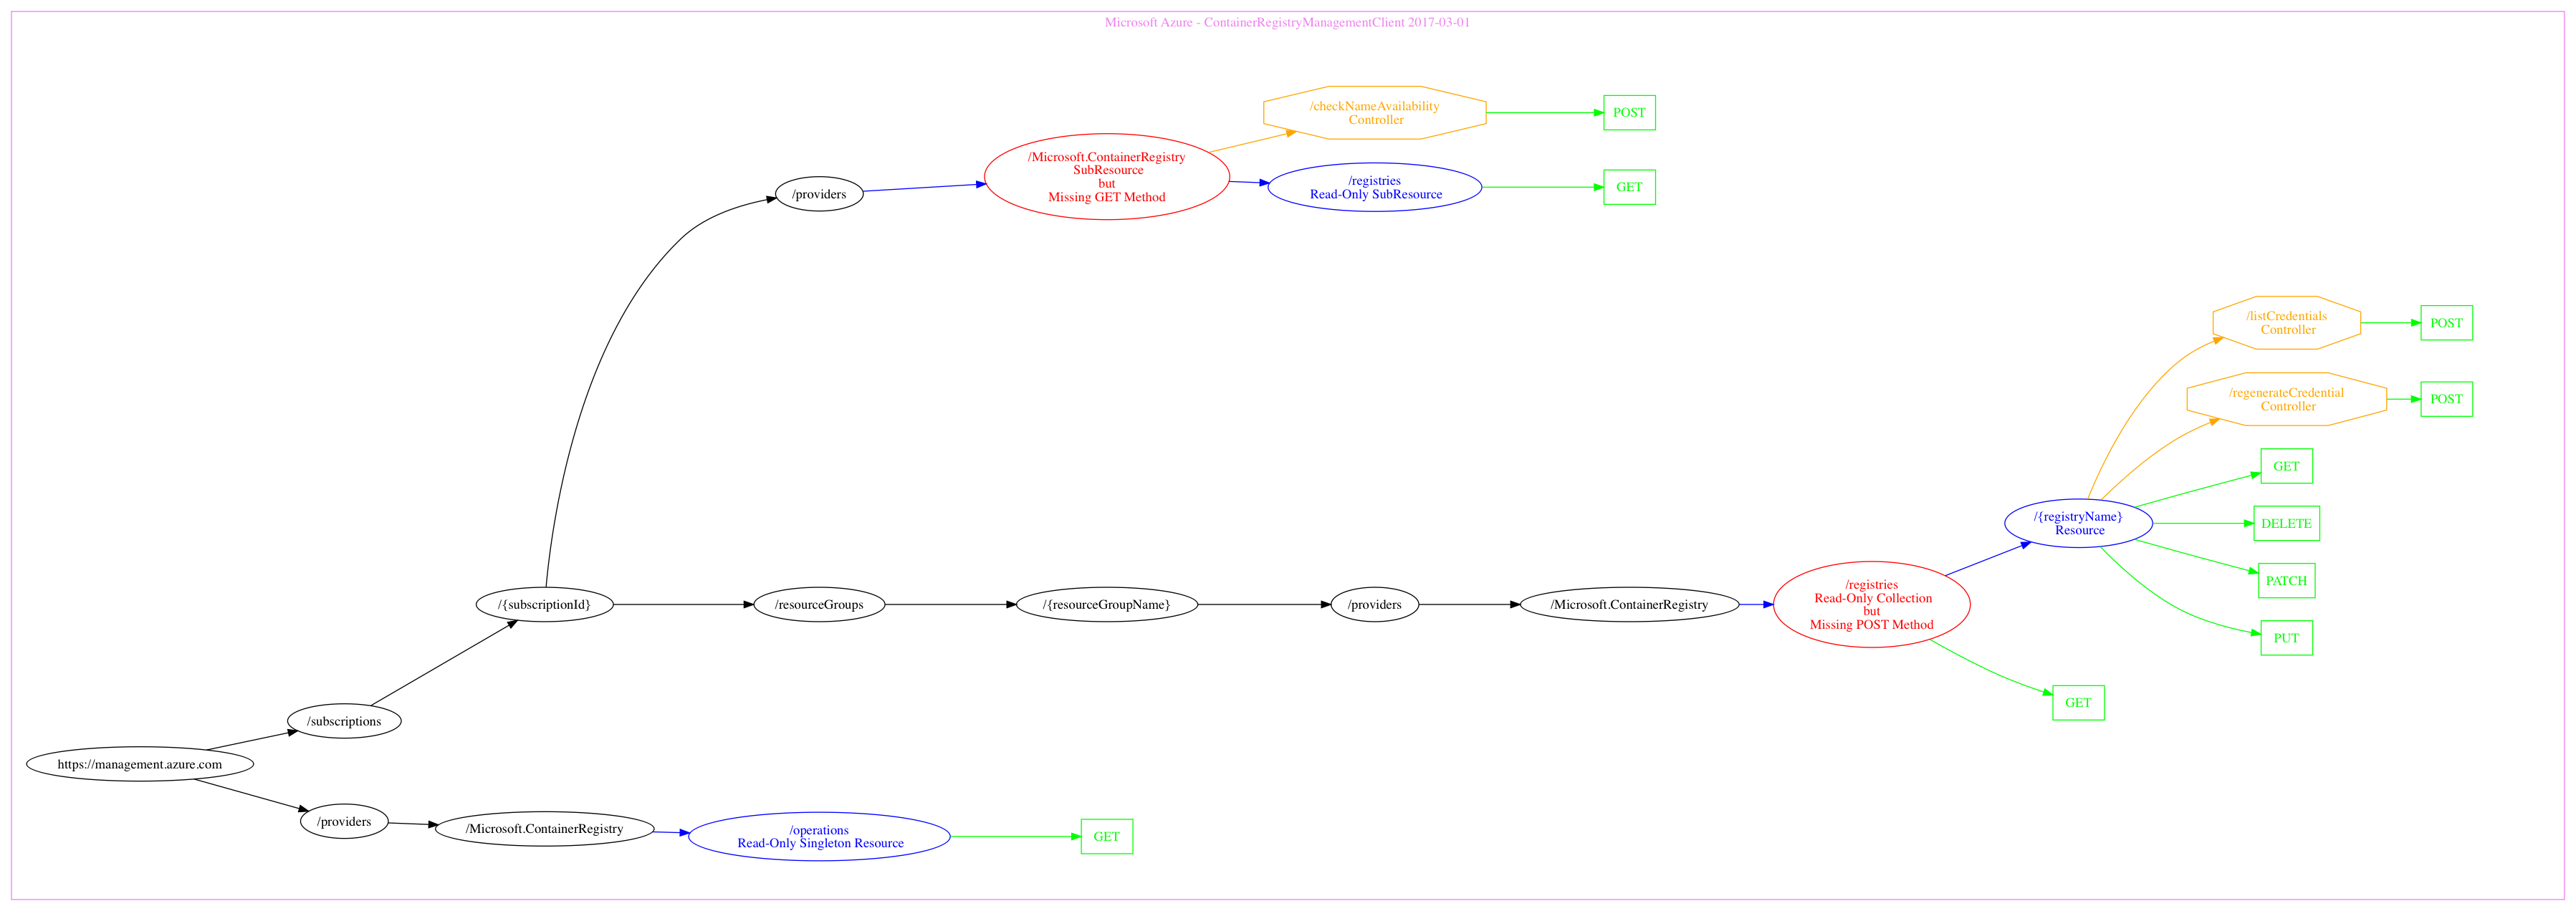 Microsoft Azure - ContainerRegistryManagementClient 2017-03-01
/checkNameAvailability
Controller
POST
/Microsoft.ContainerRegistry
SubResource
but
Missing GET Method
/providers
/registries
Read-Only SubResource
GET
/listCredentials
Controller
POST
/regenerateCredential
Controller
POST
GET
/{registryName}
Resource
DELETE
PATCH
PUT
/{subscriptionId}
/resourceGroups
/{resourceGroupName}
/providers
/Microsoft.ContainerRegistry
/registries
Read-Only Collection
but
Missing POST Method
GET
/subscriptions
https://management.azure.com
/providers
/Microsoft.ContainerRegistry
/operations
Read-Only Singleton Resource
GET